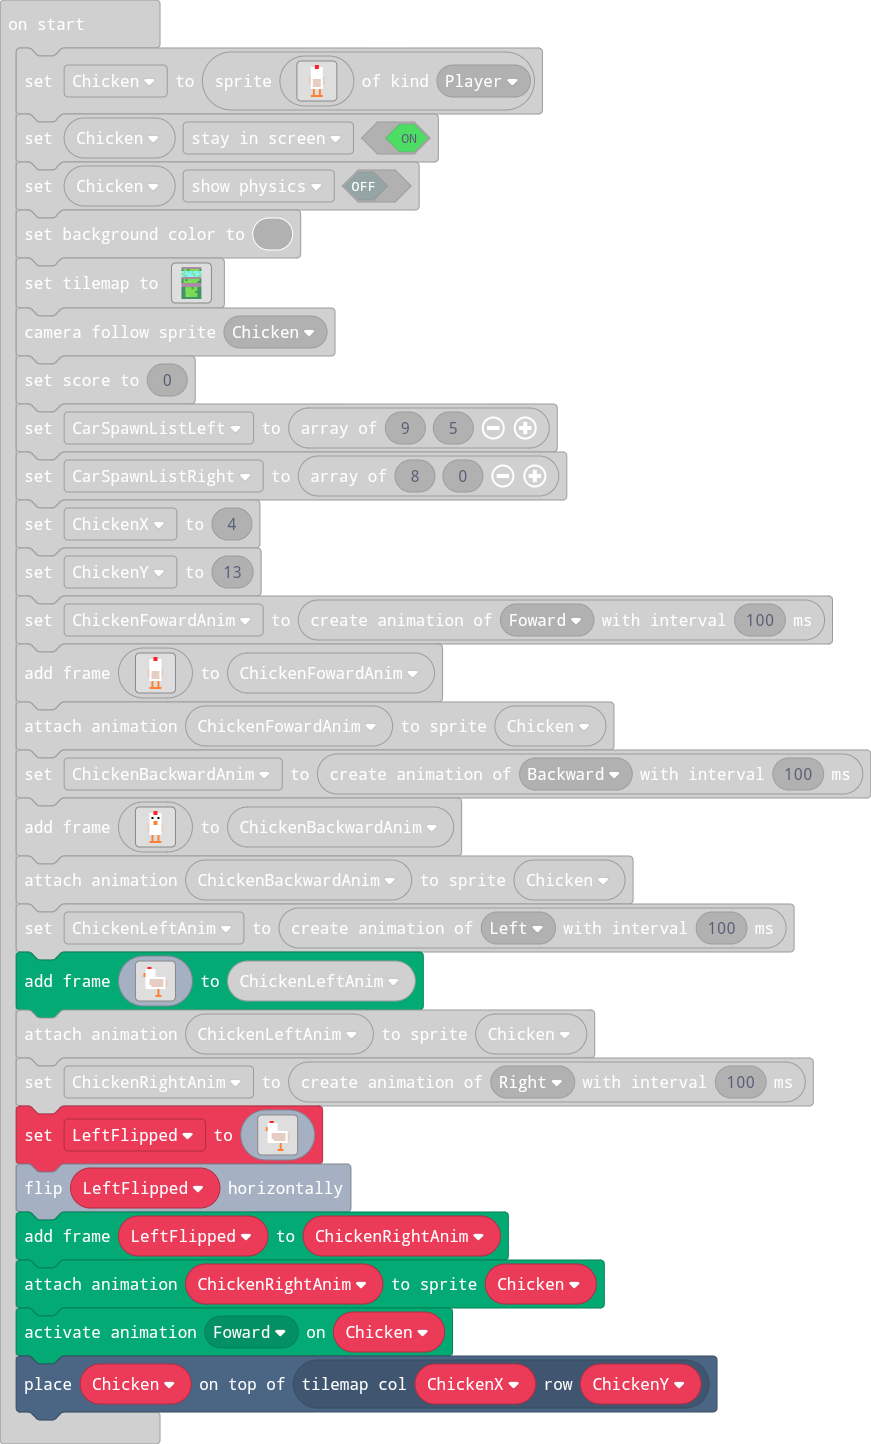 on start
set Chicken to sprite of kind Player
set Chicken stay in screen ON
set Chicken show physics OFF
set background color to
set tilemap to
camera follow sprite Chicken
set score to 0
set CarSpawnListLeft to array of 9 5
set CarSpawnListRight to array of 8 0
set ChickenX to 4
set ChickenY to 13
set ChickenFowardAnim to create animation of Foward with interval 100 ms
add frame to ChickenFowardAnim
attach animation ChickenFowardAnim to sprite Chicken
set ChickenBackwardAnim to create animation of Backward with interval 100 ms
add frame to ChickenBackwardAnim
attach animation ChickenBackwardAnim to sprite Chicken
set ChickenLeftAnim to create animation of Left with interval 100 ms
add frame to ChickenLeftAnim
attach animation ChickenLeftAnim to sprite Chicken
set ChickenRightAnim to create animation of Right with interval 100 ms
set LeftFlipped to
flip LeftFlipped horizontally
add frame LeftFlipped to ChickenRightAnim
attach animation ChickenRightAnim to sprite Chicken
activate animation Foward on Chicken
place Chicken on top of tilemap col ChickenX row ChickenY